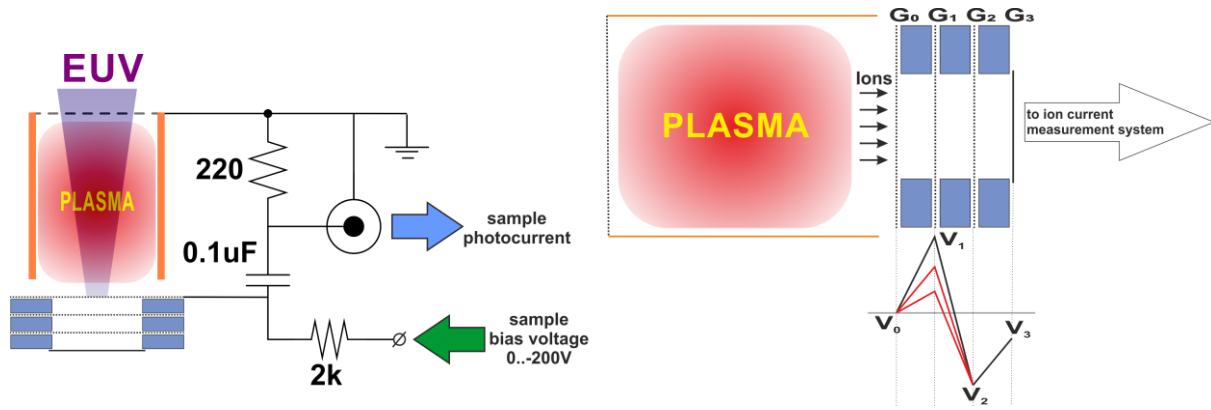 EUV
PLASMA
220
0.1uF
2k
sample
photocurrent
sample
bias voltage
0..-200V
PLASMA
Ions
G₀ G₁ G₂ G₃
to ion current
measurement system
V₁
V₀
V₃
V₂